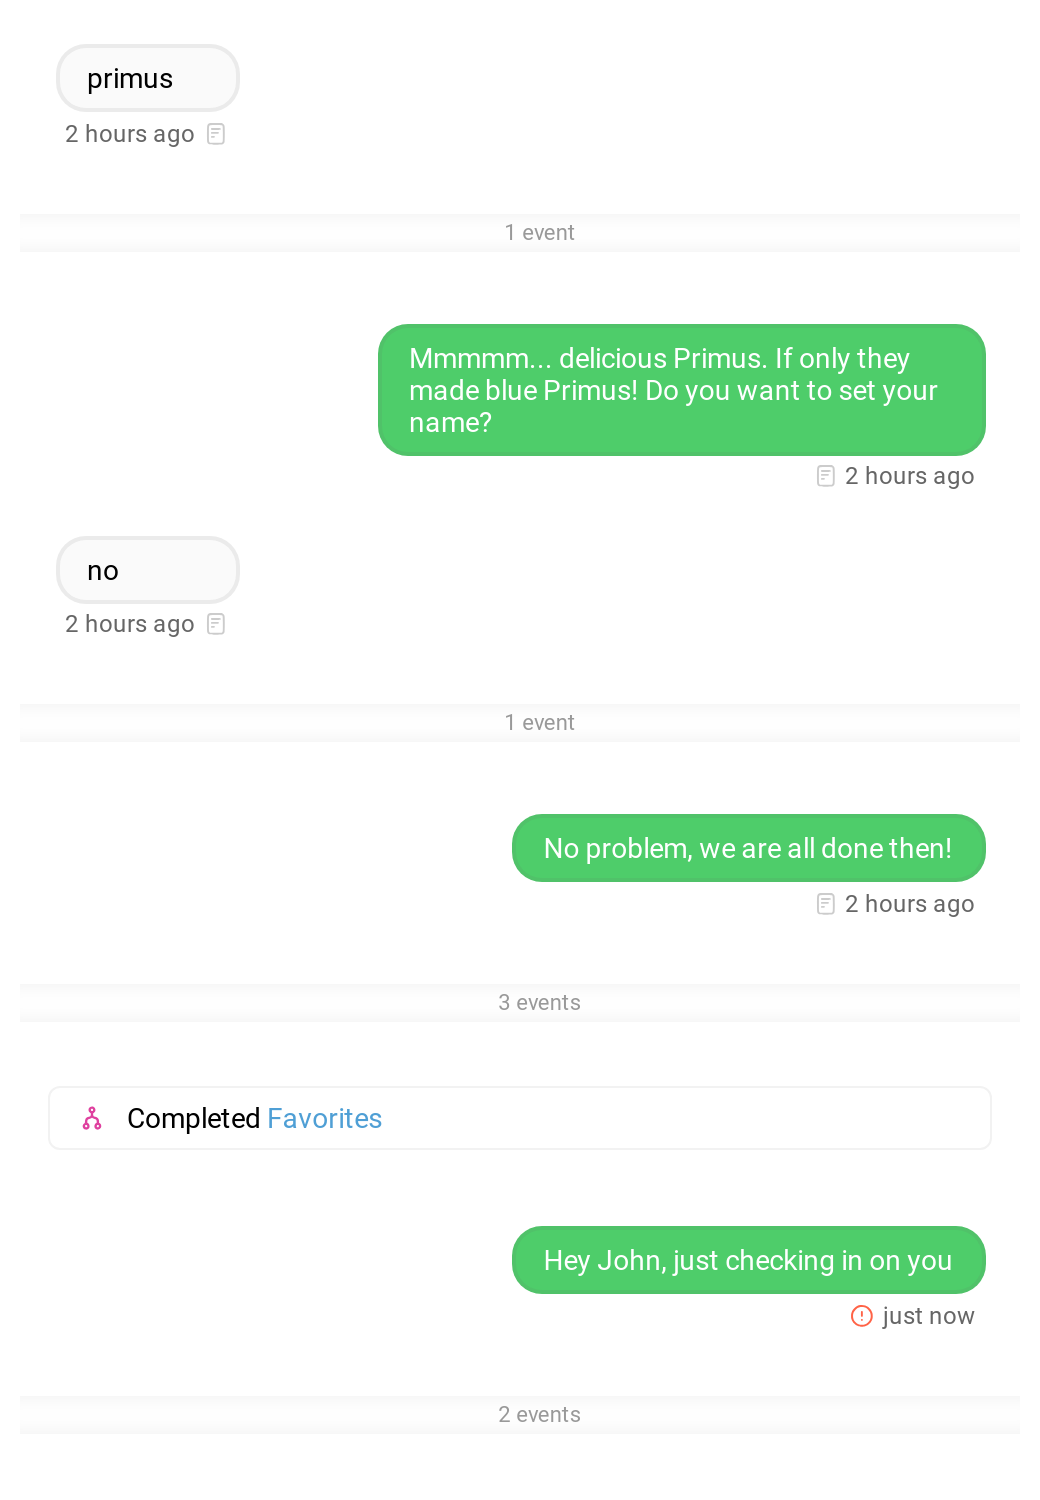 primus
2 hours ago
1 event
Mmmmm... delicious Primus. If only they
made blue Primus! Do you want to set your
name?
2 hours ago
no
2 hours ago
1 event
No problem, we are all done then!
2 hours ago
3 events
Completed Favorites
Hey John, just checking in on you
just now
2 events